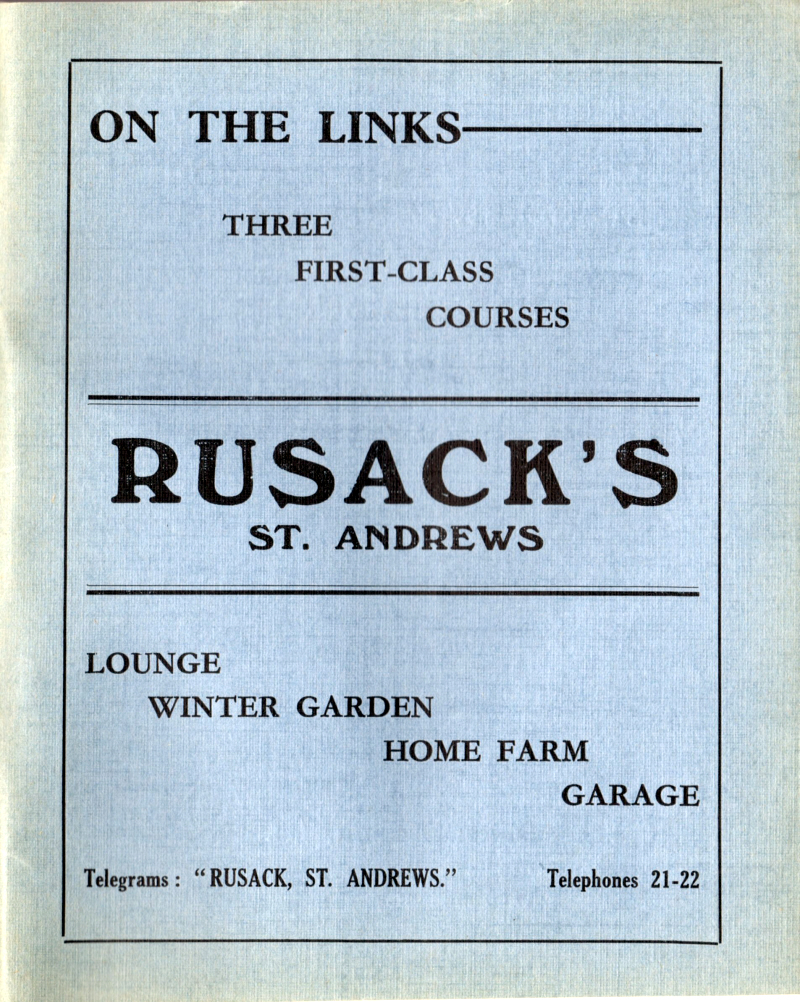 ON THE LINKS
THREE
FIRST-CLASS
COURSES
RUSACK'S
ST. ANDREWS
LOUNGE
WINTER GARDEN
HOME FARM
GARAGE
Telegrams : "RUSACK, ST. ANDREWS." Telephones 21-22